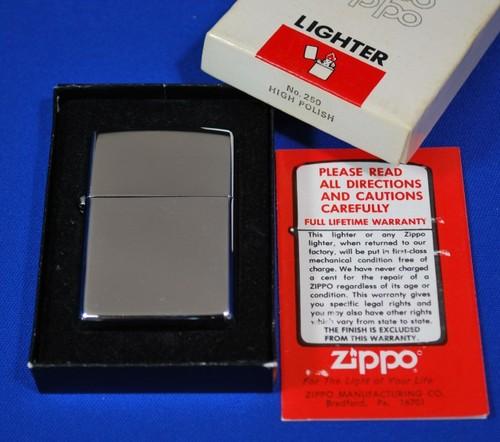 zippo
LIGHTER
No. 250
HIGH POLISH
PLEASE READ
ALL DIRECTIONS
AND CAUTIONS
CAREFULLY
FULL LIFETIME WARRANTY
This lighter or any Zippo
lighter, when returned to our
factory, will be put in first-class
mechanical condition free of
charge. We have never charged
a cent for the repair of a
ZIPPO regardless of its age or
condition. This warranty gives
you specific legal rights and
you may also have other rights
which vary from state to state.
THE FINISH IS EXCLUDED
FROM THIS WARRANTY.
zippo
For The Light of Your Life
ZIPPO MANUFACTURING CO.
Bradford, Pa. 16701